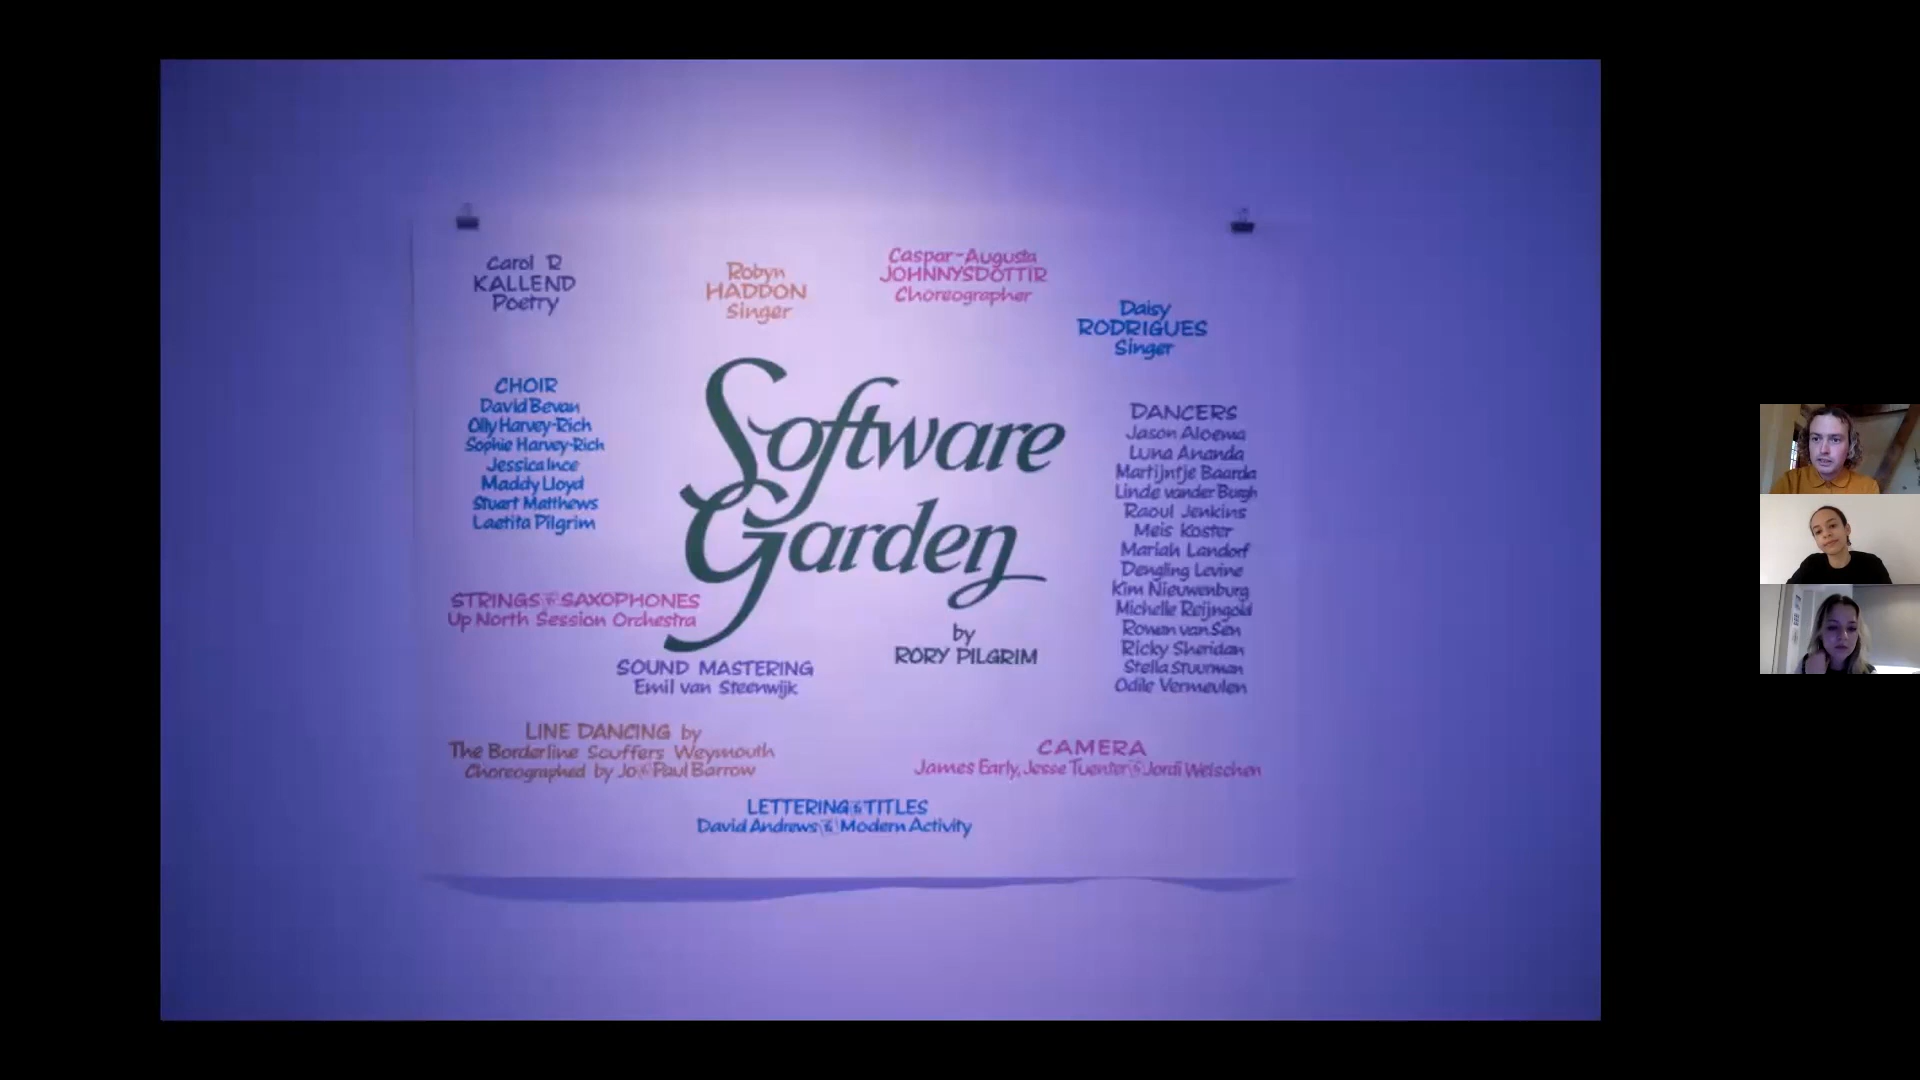 Carol R
KALLEND
Poetry
Robyn
HADDON
Singer
Caspar-Augusta
JOHNNYSDÓTTIR
Choreographer
Daisy
RODRIGUES
Singer
CHOIR
David Bevan
Olly Harvey-Rich
Sophie Harvey-Rich
Jessica Ince
Maddy Lloyd
Stuart Matthews
Laetita Pilgrim
Software
Garden
by
RORY PILGRIM
DANCERS
Jason Aloema
Luna Ananda
Martijntje Baarda
Linde vander Burgh
Raoul Jenkins
Meis Koster
Mariah Landorf
Dengling Levine
Kim Nieuwenburg
Michelle Reijngold
Rowan van Sen
Ricky Sheridan
Stella Stuurman
Odile Vermeulen
STRINGS & SAXOPHONES
Up North Session Orchestra
SOUND MASTERING
Emil van Steenwijk
LINE DANCING by
The Borderline Scuffers Weymouth
Choreographed by Jo & Paul Barrow
CAMERA
James Early, Jesse Tuenter & Jordi Welschen
LETTERING & TITLES
David Andrews & Modern Activity